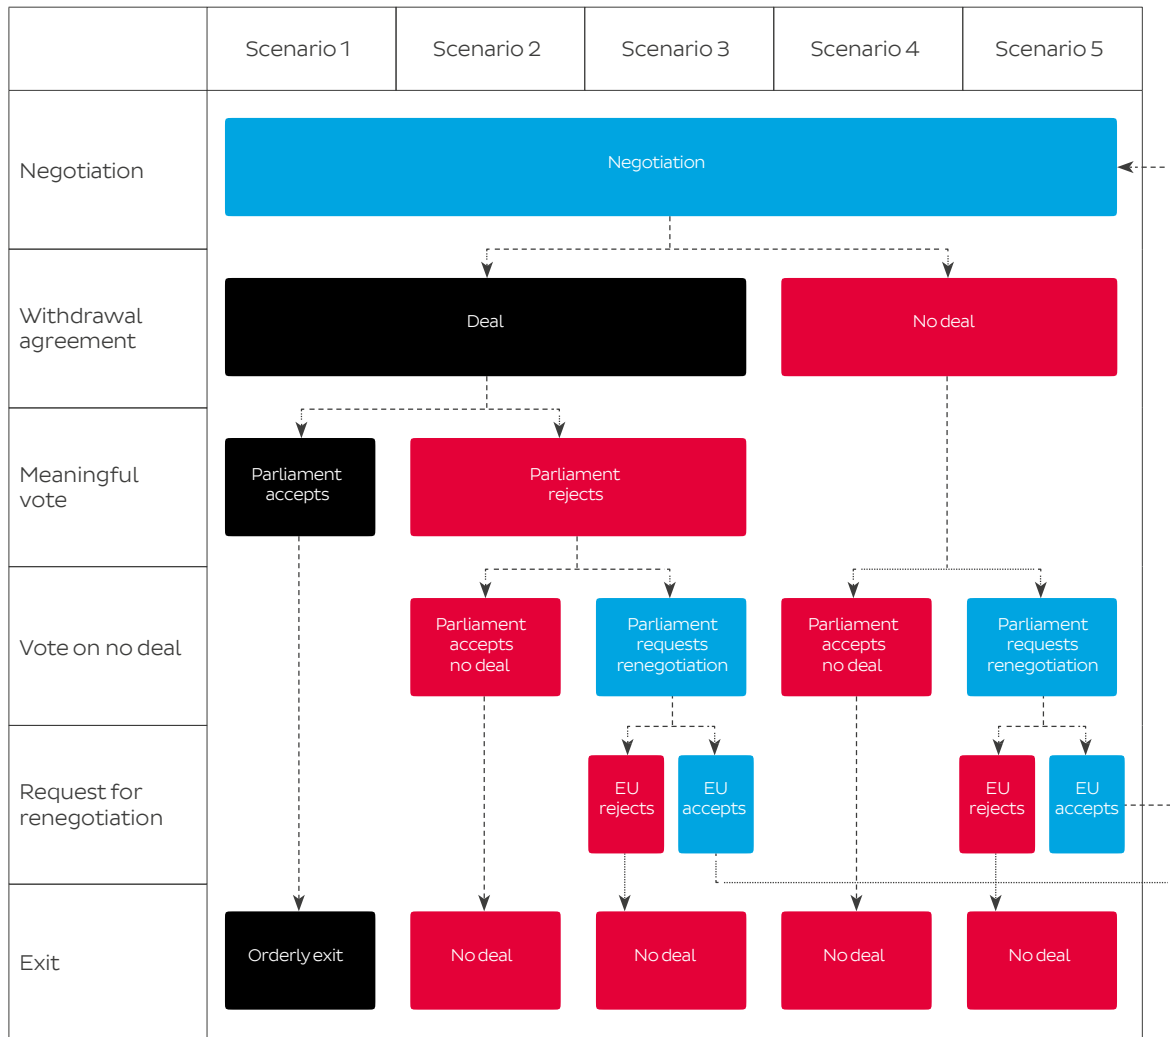 Scenario 1
Scenario 2
Scenario 3
Scenario 4
Scenario 5
Negotiation
Negotiation
Withdrawal
agreement
Deal
No deal
Meaningful
vote
Parliament
accepts
Parliament
rejects
Vote on no deal
Parliament
accepts
no deal
Parliament
requests
renegotiation
Parliament
accepts
no deal
Parliament
requests
renegotiation
Request for
renegotiation
EU
rejects
EU
accepts
EU
rejects
EU
accepts
Exit
Orderly exit
No deal
No deal
No deal
No deal